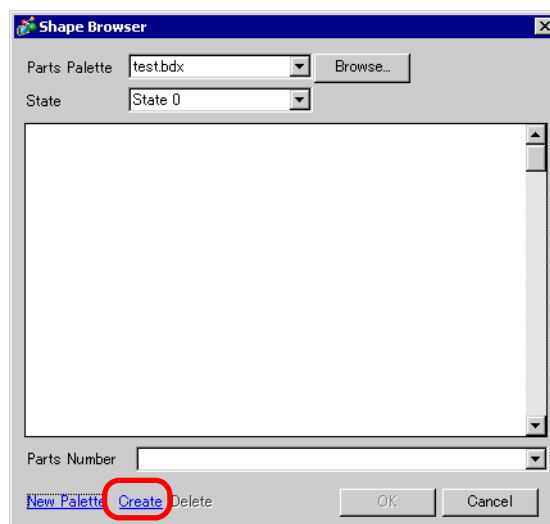 Shape Browser
Parts Palette test.bdx Browse...
State State 0
Parts Number
New Palette Create Delete OK Cancel